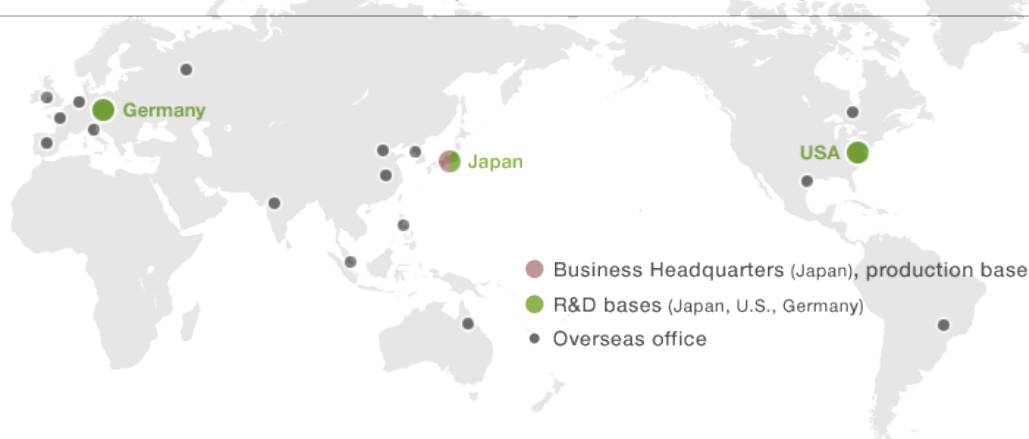 Germany
Japan
USA
Business Headquarters (Japan), production base
R&D bases (Japan, U.S., Germany)
Overseas office